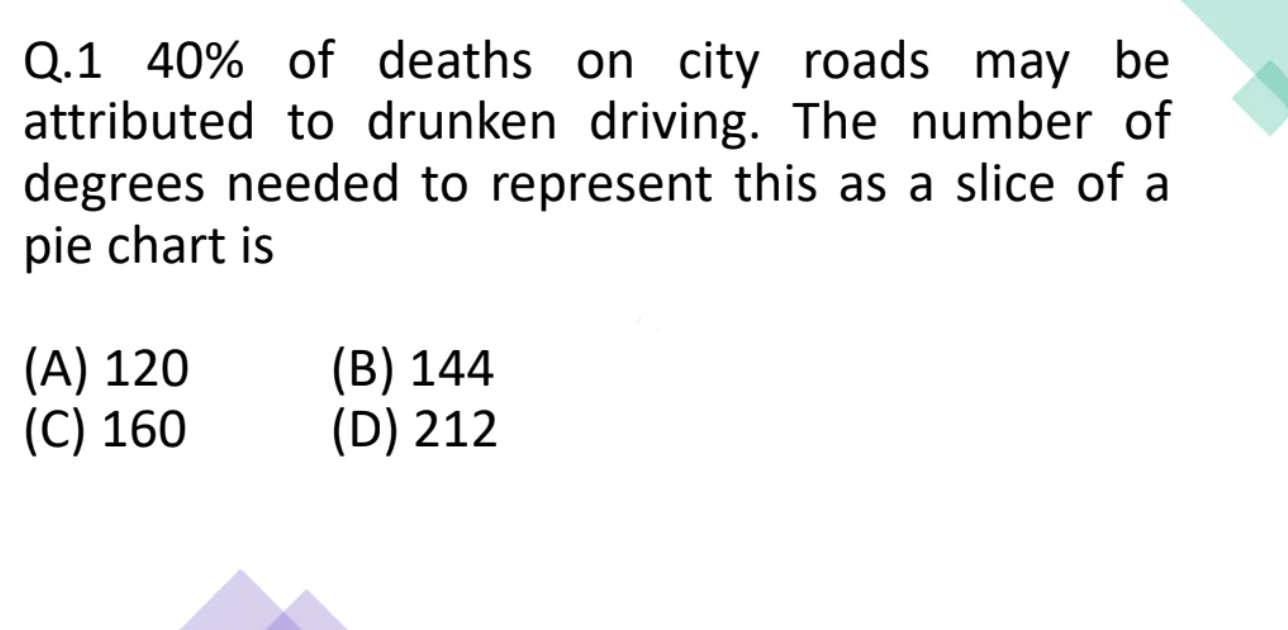 Q.1 40% of deaths on city roads may be
attributed to drunken driving. The number of
degrees needed to represent this as a slice of a
pie chart is
(A) 120 (B) 144
(C) 160 (D) 212